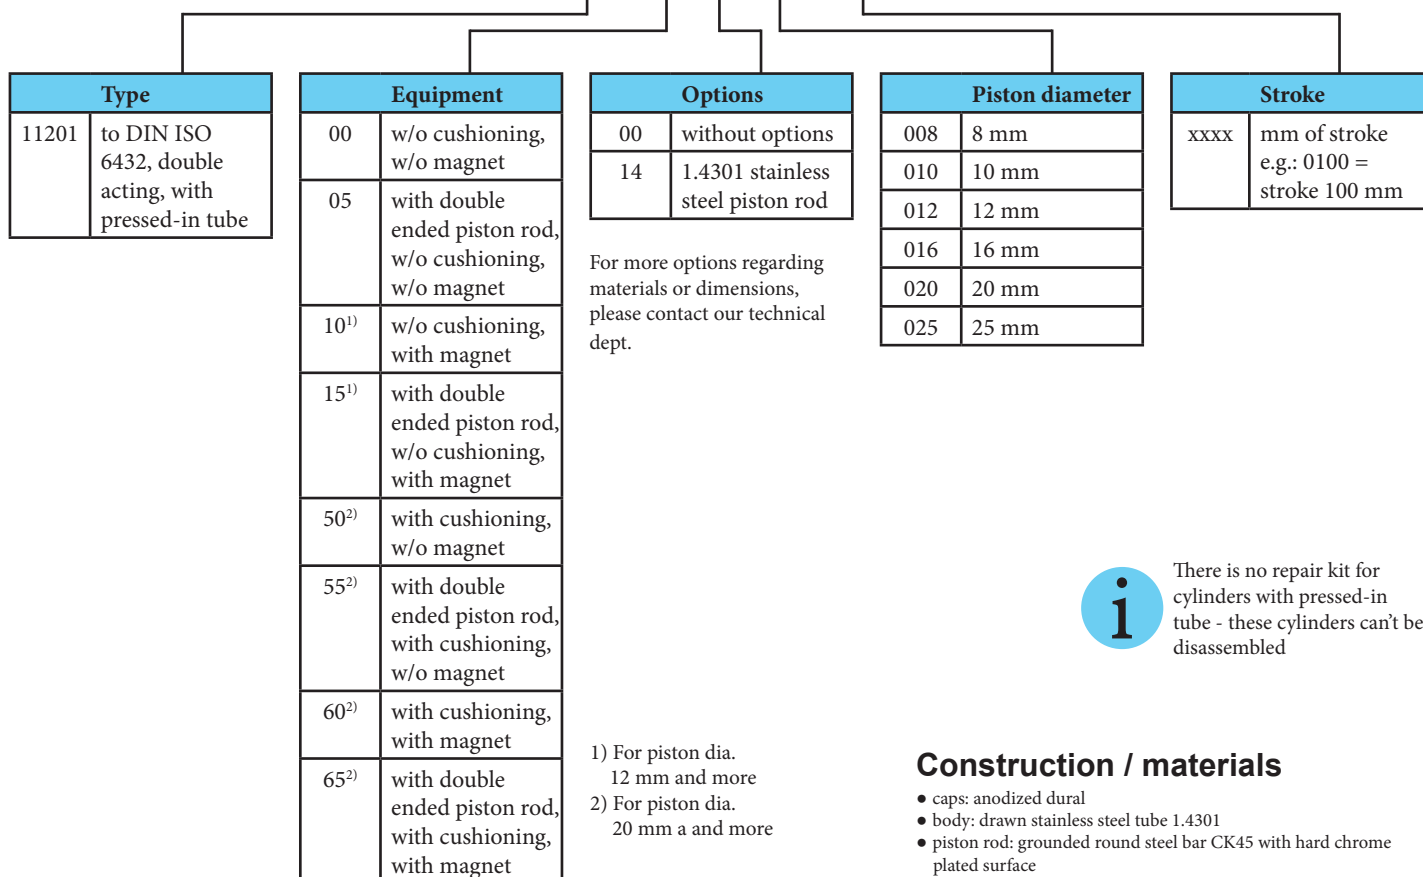 Type
11201
to DIN ISO
6432, double
acting, with
pressed-in tube
Equipment
00
w/o cushioning,
w/o magnet
05
with double
ended piston rod,
w/o cushioning,
w/o magnet
10¹⁾
w/o cushioning,
with magnet
15¹⁾
with double
ended piston rod,
w/o cushioning,
with magnet
50²⁾
with cushioning,
w/o magnet
55²⁾
with double
ended piston rod,
with cushioning,
w/o magnet
60²⁾
with cushioning,
with magnet
65²⁾
with double
ended piston rod,
with cushioning,
with magnet
Options
00
without options
14
1.4301 stainless
steel piston rod
For more options regarding
materials or dimensions,
please contact our technical
dept.
Piston diameter
008 8 mm
010 10 mm
012 12 mm
016 16 mm
020 20 mm
025 25 mm
Stroke
xxxx
mm of stroke
e.g.: 0100 =
stroke 100 mm
i
There is no repair kit for
cylinders with pressed-in
tube - these cylinders can't be
disassembled
1) For piston dia.
12 mm and more
2) For piston dia.
20 mm a and more
Construction / materials
● caps: anodized dural
● body: drawn stainless steel tube 1.4301
● piston rod: grounded round steel bar CK45 with hard chrome
plated surface